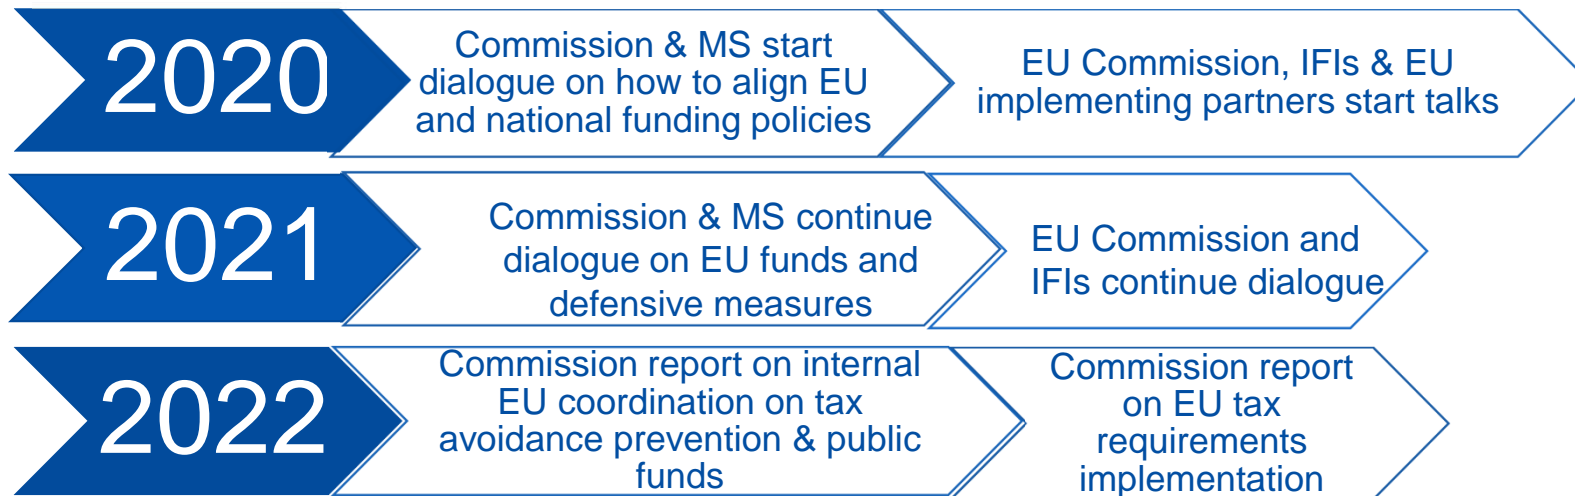 2020
Commission & MS start
dialogue on how to align EU
and national funding policies
EU Commission, IFIs & EU
implementing partners start talks
2021
Commission & MS continue
dialogue on EU funds and
defensive measures
EU Commission and
IFIs continue dialogue
2022
Commission report on internal
EU coordination on tax
avoidance prevention & public
funds
Commission report
on EU tax
requirements
implementation